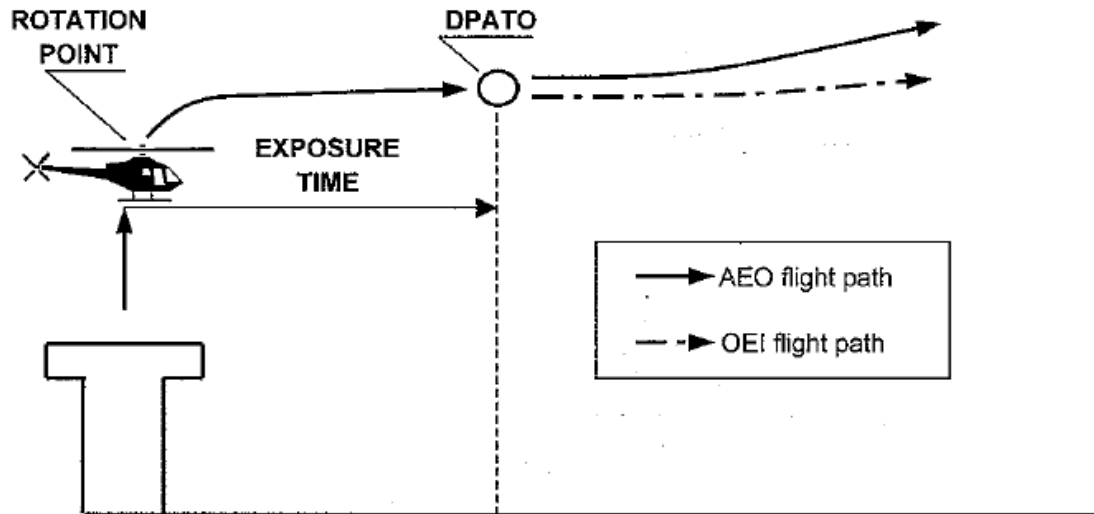 ROTATION
POINT
DPATO
EXPOSURE
TIME
AEO flight path
OEI flight path